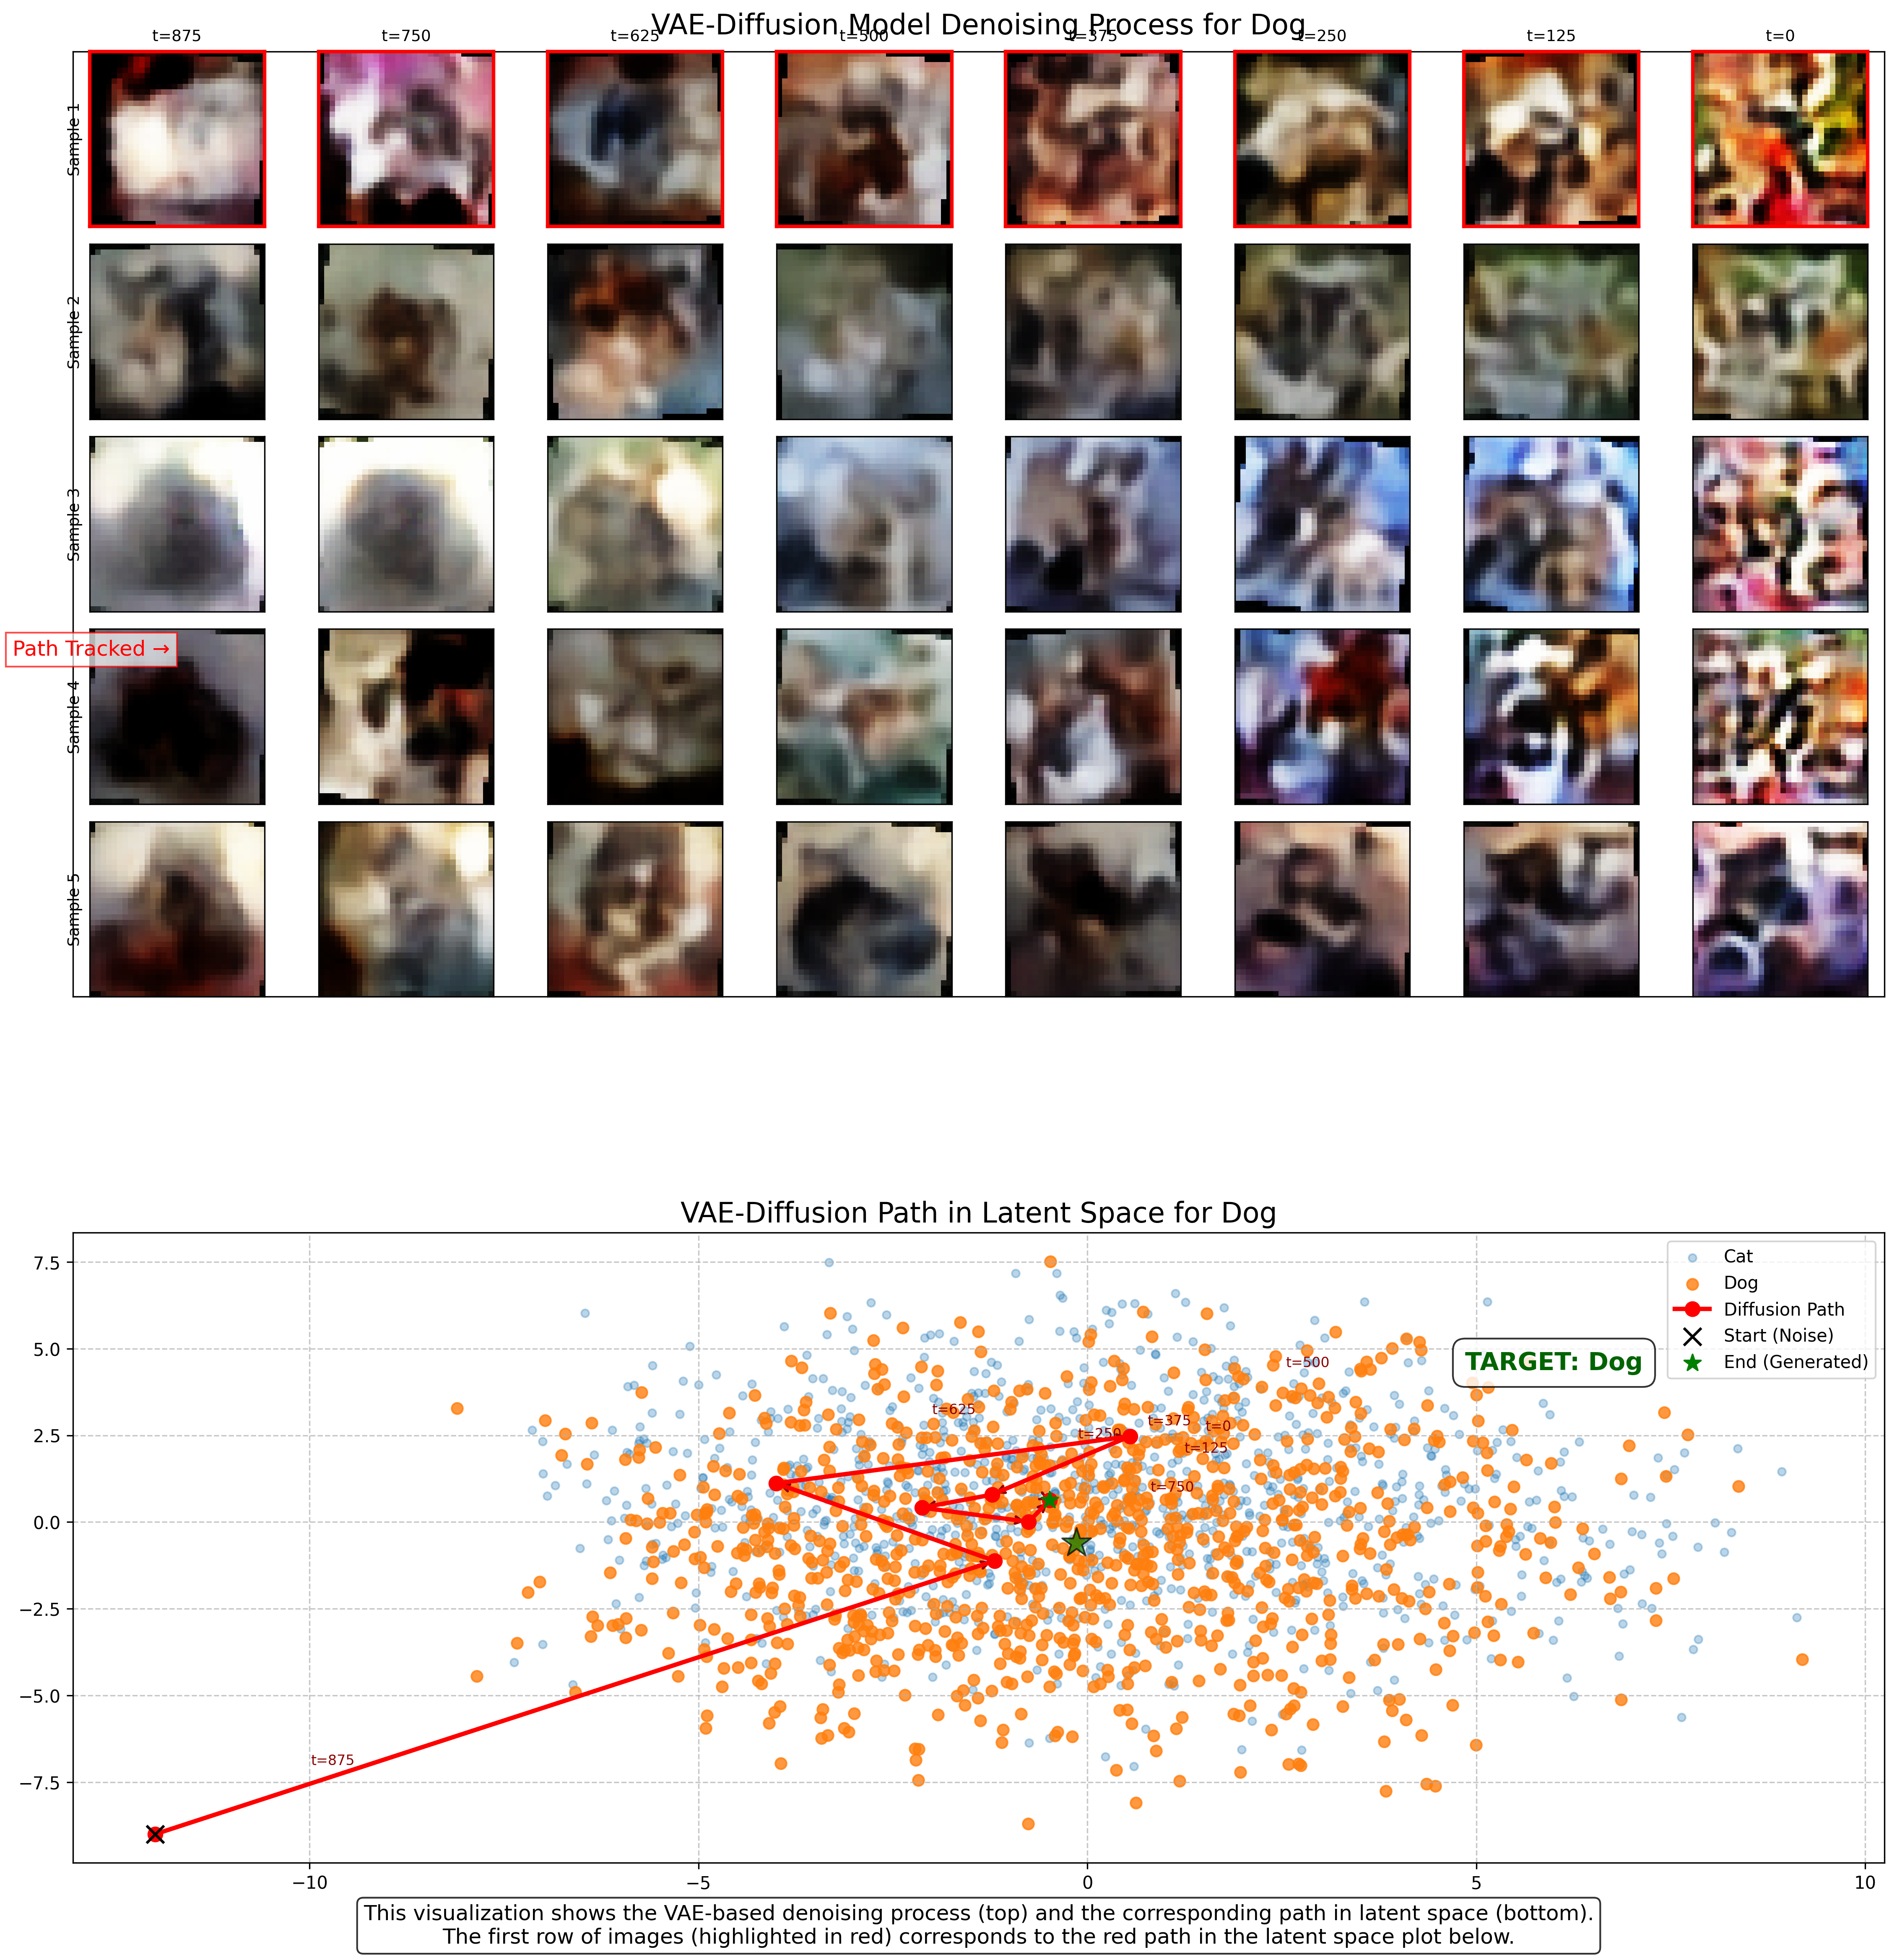 VAE-Diffusion Model Denoising Process for Dog
t=875
t=750
t=625
t=500
t=375
t=250
t=125
t=0
Sample 1
Sample 2
Sample 3
Path Tracked →
Sample 4
Sample 5
VAE-Diffusion Path in Latent Space for Dog
7.5
5.0
2.5
0.0
−2.5
−5.0
−7.5
Cat
Dog
Diffusion Path
Start (Noise)
End (Generated)
TARGET: Dog
t=500
t=625
t=375
t=0
t=250
t=125
t=750
t=875
−10
−5
0
5
10
This visualization shows the VAE-based denoising process (top) and the corresponding path in latent space (bottom).
The first row of images (highlighted in red) corresponds to the red path in the latent space plot below.